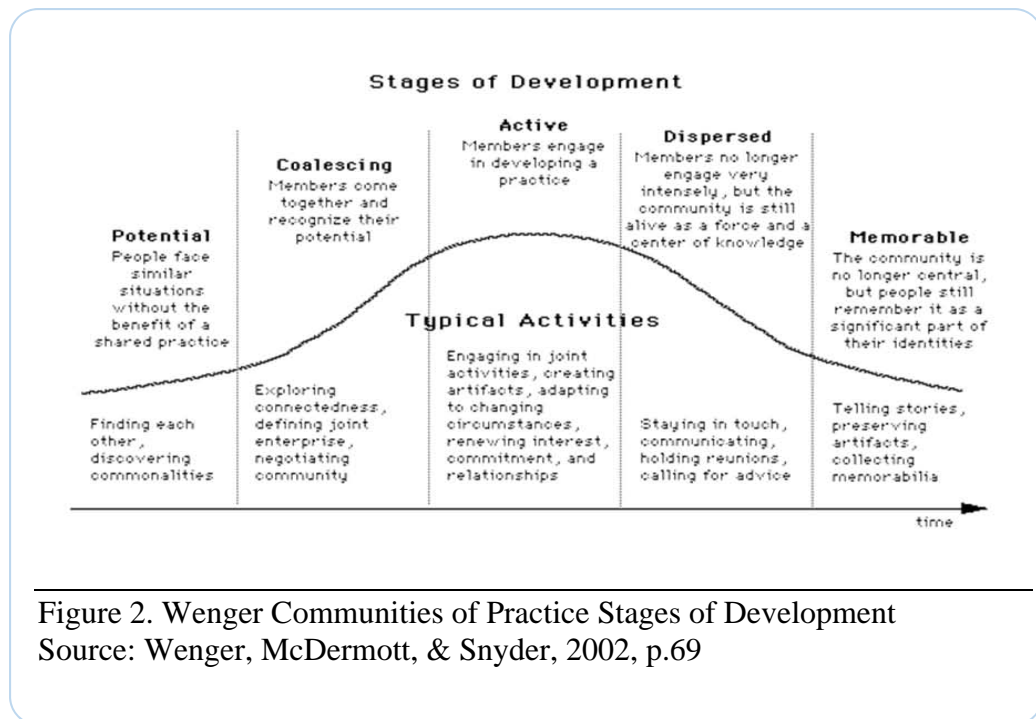 Stages of Development
Potential
People face
similar
situations
without the
benefit of a
shared practice
Coalescing
Members come
together and
recognize their
potential
Active
Members engage
in developing a
practice
Dispersed
Members no longer
engage very
intensely, but the
community is still
alive as a force and a
center of knowledge
Memorable
The community is
no longer central,
but people still
remember it as a
significant part of
their identities
Typical Activities
Finding each
other,
discovering
commonalities
Exploring
connectedness,
defining joint
enterprise,
negotiating
community
Engaging in joint
activities, creating
artifacts, adapting
to changing
circumstances,
renewing interest,
commitment, and
relationships
Staying in touch,
communicating,
holding reunions,
calling for advice
Telling stories,
preserving
artifacts,
collecting
memorabilia
time
Figure 2. Wenger Communities of Practice Stages of Development
Source: Wenger, McDermott, & Snyder, 2002, p.69